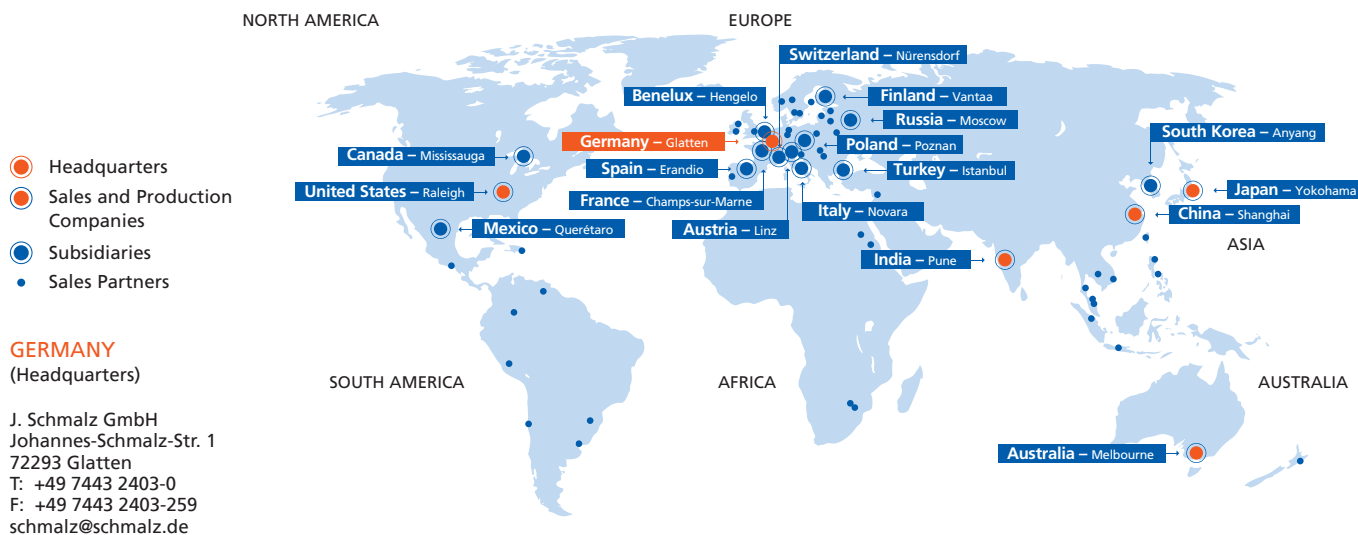 NORTH AMERICA
EUROPE
Switzerland – Nürensdorf
Benelux – Hengelo
Finland – Vantaa
Russia – Moscow
South Korea – Anyang
Germany – Glatten
Poland – Poznan
Canada – Mississauga
Spain – Erandio
Turkey – Istanbul
United States – Raleigh
Japan – Yokohama
France – Champs-sur-Marne
Italy – Novara
China – Shanghai
Mexico – Querétaro
Austria – Linz
ASIA
India – Pune
Headquarters
Sales and Production
Companies
Subsidiaries
Sales Partners
GERMANY
(Headquarters)
SOUTH AMERICA
AFRICA
AUSTRALIA
J. Schmalz GmbH
Johannes-Schmalz-Str. 1
72293 Glatten
T: +49 7443 2403-0
F: +49 7443 2403-259
schmalz@schmalz.de
Australia – Melbourne